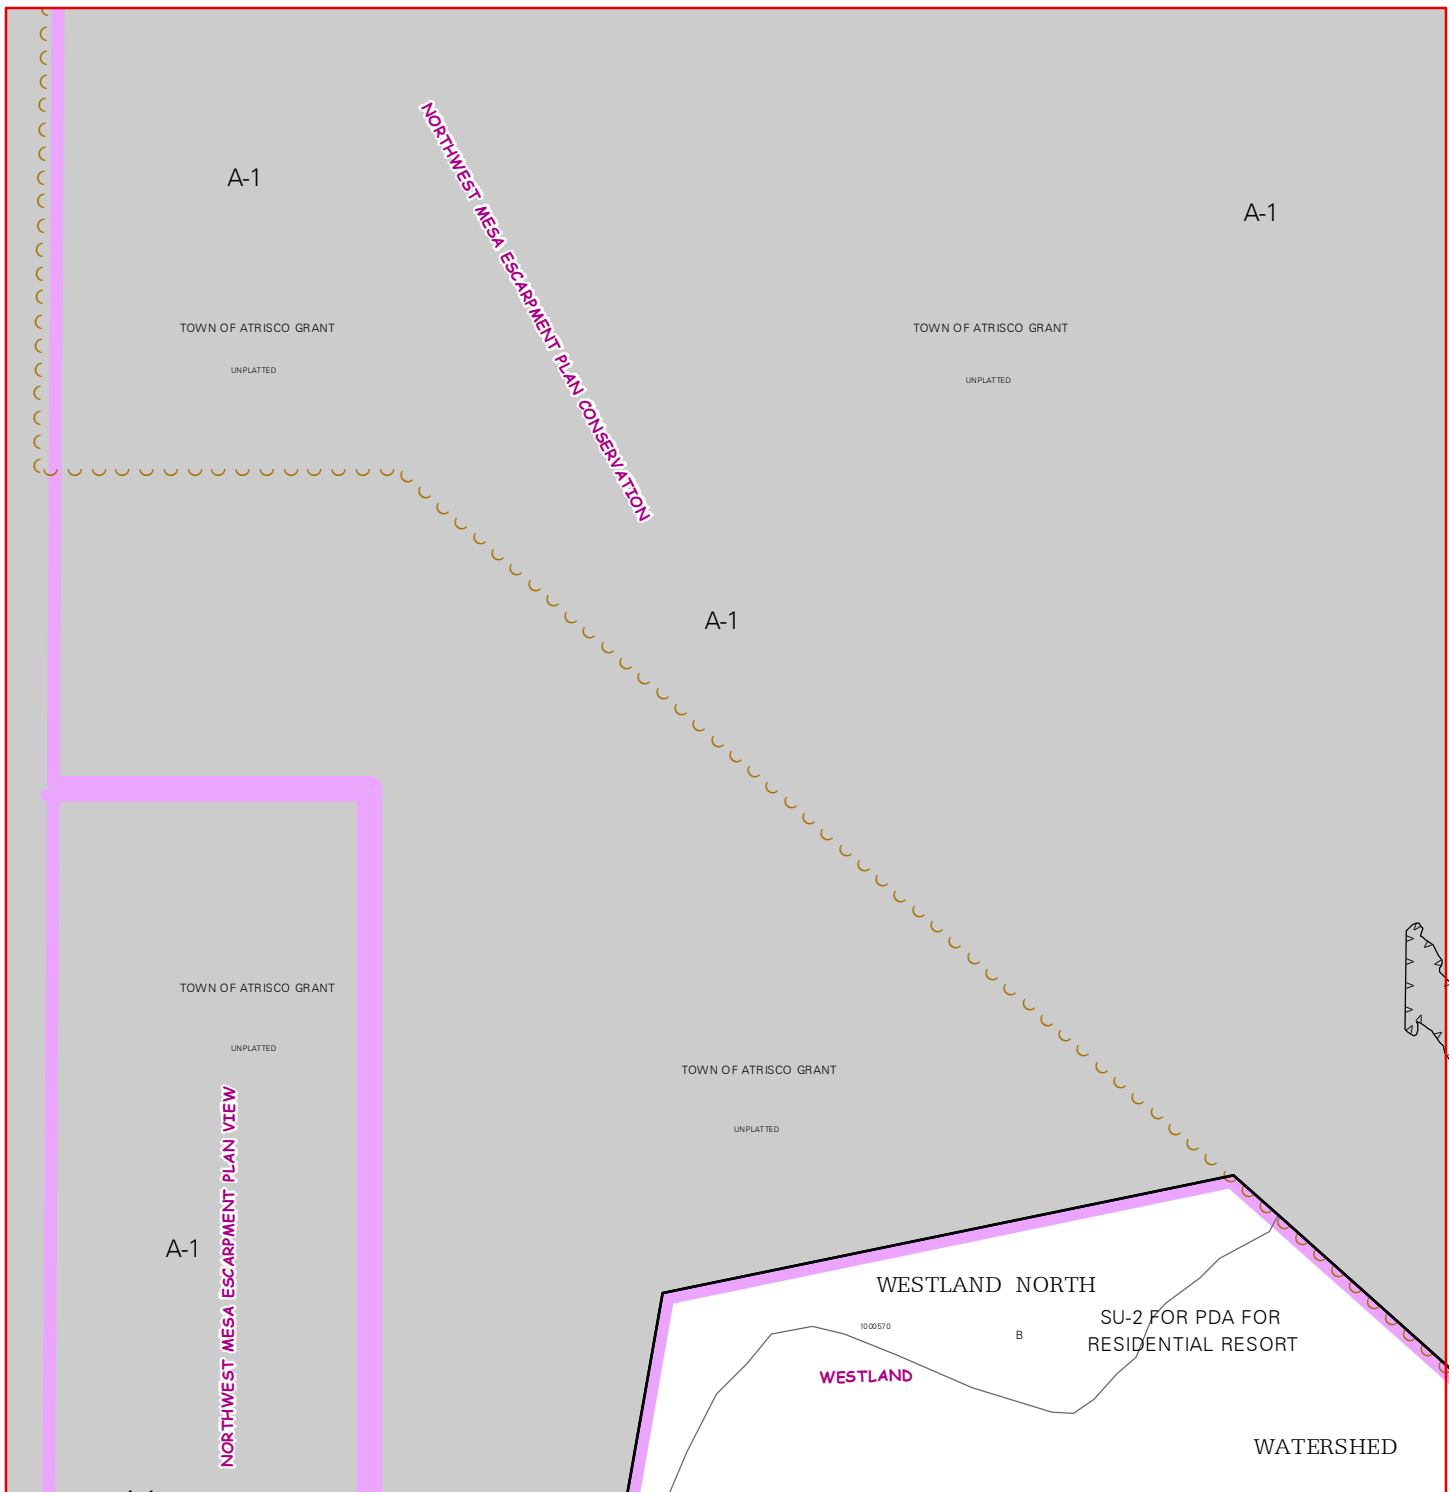 NORTHWEST MESA ESCARPMENT PLAN CONSERVATION
A-1
A-1
TOWN OF ATRISCO GRANT
UNPLATTED
TOWN OF ATRISCO GRANT
UNPLATTED
A-1
TOWN OF ATRISCO GRANT
UNPLATTED
TOWN OF ATRISCO GRANT
UNPLATTED
NORTHWEST MESA ESCARPMENT PLAN VIEW
A-1
WESTLAND NORTH
1000570
B
SU-2 FOR PDA FOR
RESIDENTIAL RESORT
WESTLAND
WATERSHED